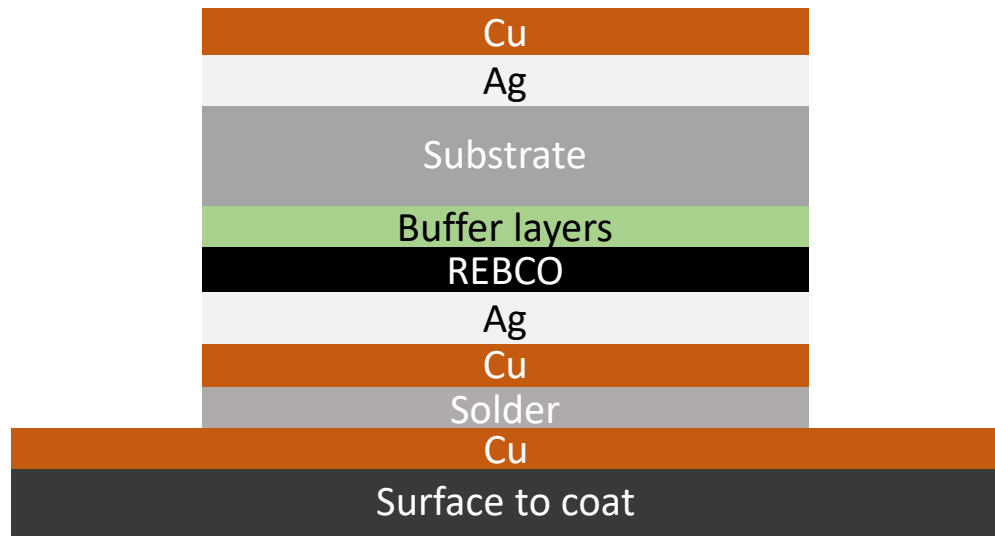 Cu
Ag
Substrate
Buffer layers
REBCO
Ag
Cu
Solder
Cu
Surface to coat